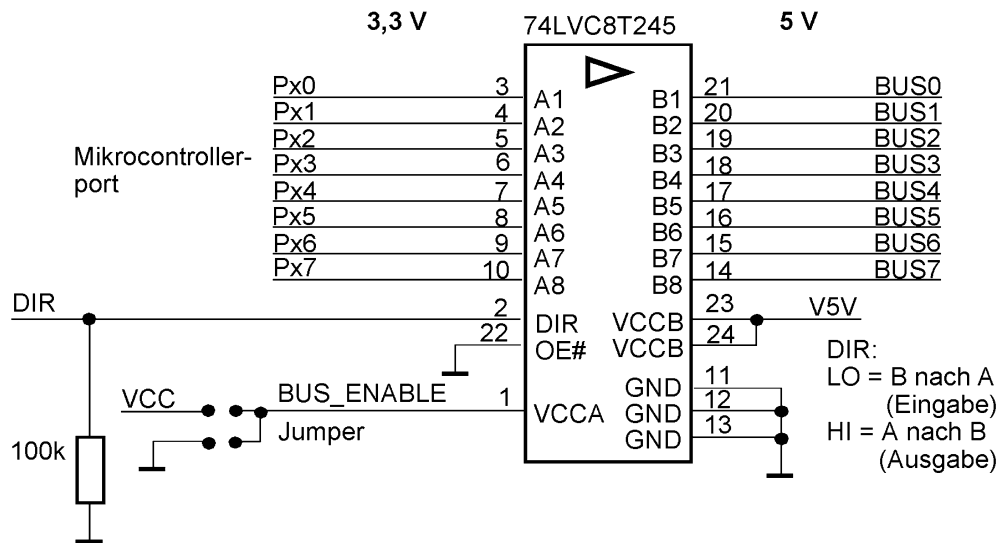 3,3 V
74LVC8T245
5 V
Px0 3 A1 B1 21 BUS0
Px1 4 A2 B2 20 BUS1
Px2 5 A3 B3 19 BUS2
Px3 6 A4 B4 18 BUS3
Px4 7 A5 B5 17 BUS4
Px5 8 A6 B6 16 BUS5
Px6 9 A7 B7 15 BUS6
Px7 10 A8 B8 14 BUS7
Mikrocontroller-
port
DIR 2 DIR VCCB 23 V5V
22 OE# VCCB 24
VCC BUS_ENABLE 1 VCCA
Jumper
GND 11
GND 12
GND 13
100k
DIR:
LO = B nach A
(Eingabe)
HI = A nach B
(Ausgabe)